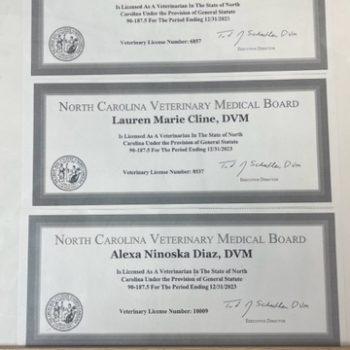 Is Licensed As A Veterinarian In The State of North
Carolina Under the Provision of General Statute
90-187.5 For The Period Ending 12/31/2023
Veterinary License Number: 6857
EXECUTIVE DIRECTOR
NORTH CAROLINA VETERINARY MEDICAL BOARD
Lauren Marie Cline, DVM
Is Licensed As A Veterinarian In The State of North
Carolina Under the Provision of General Statute
90-187.5 For The Period Ending 12/31/2023
Veterinary License Number: 8537
EXECUTIVE DIRECTOR
NORTH CAROLINA VETERINARY MEDICAL BOARD
Alexa Ninoska Diaz, DVM
Is Licensed As A Veterinarian In The State of North
Carolina Under the Provision of General Statute
90-187.5 For The Period Ending 12/31/2023
Veterinary License Number: 10009
EXECUTIVE DIRECTOR